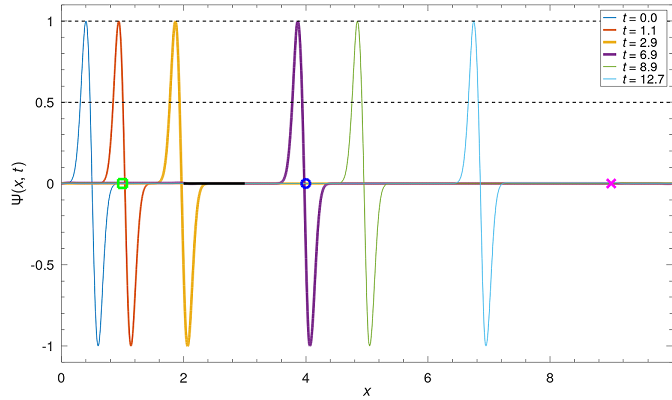 1
0.5
0
-0.5
-1
Ψ(x, t)
t = 0.0
t = 1.1
t = 2.9
t = 6.9
t = 8.9
t = 12.7
0 2 4 6 8
x